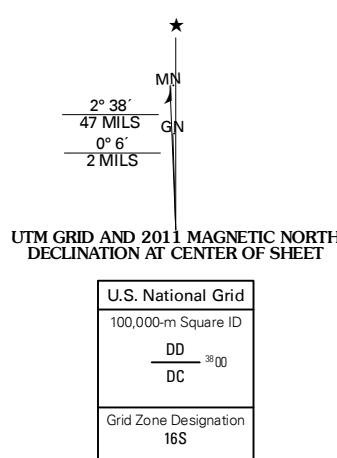 ★
MN
2° 38´
47 MILS
GN
0° 6´
2 MILS
UTM GRID AND 2011 MAGNETIC NORTH
DECLINATION AT CENTER OF SHEET
U.S. National Grid
100,000-m Square ID
DD
3800
DC
Grid Zone Designation
16S